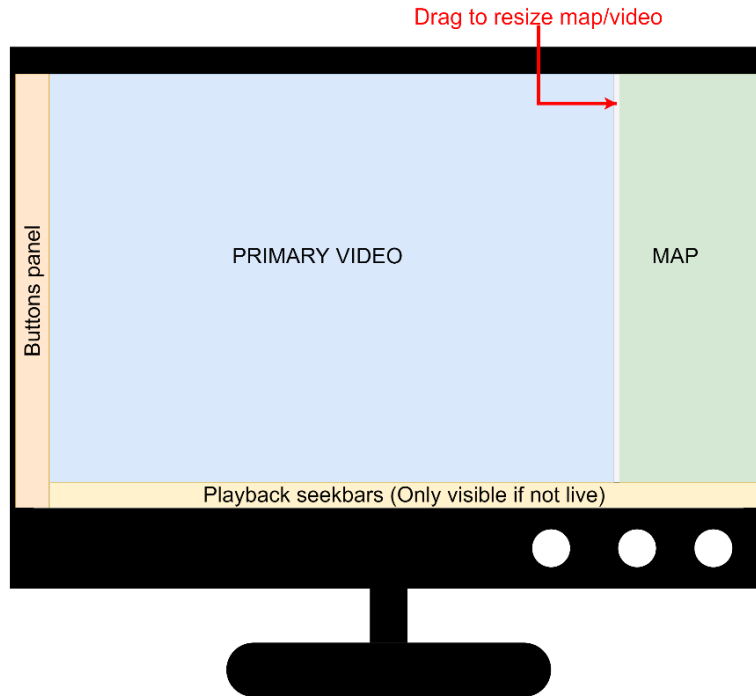 Drag to resize map/video
Buttons panel
PRIMARY VIDEO
MAP
Playback seekbars (Only visible if not live)